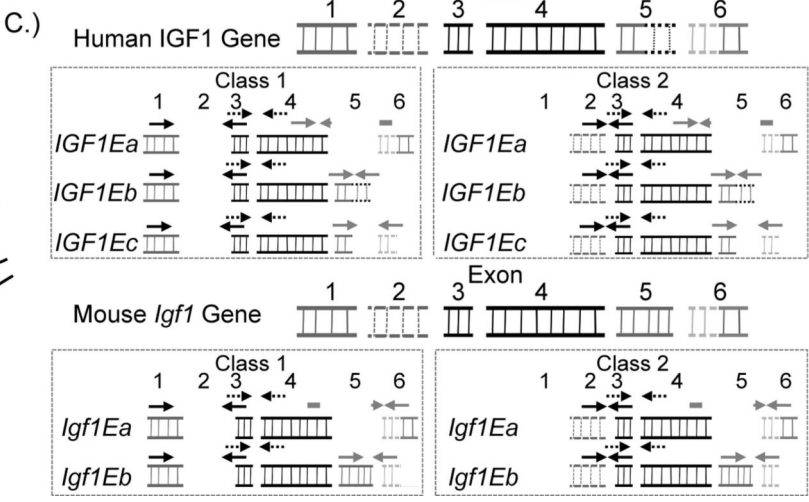 C.)
1 2 3 4 5 6
Human IGF1 Gene
Class 1
1 2 3 4 5 6
IGF1Ea
IGF1Eb
IGF1Ec
Class 2
1 2 3 4 5 6
IGF1Ea
IGF1Eb
IGF1Ec
Exon
1 2 3 4 5 6
Mouse Igf1 Gene
Class 1
1 2 3 4 5 6
Igf1Ea
Igf1Eb
Class 2
1 2 3 4 5 6
Igf1Ea
Igf1Eb